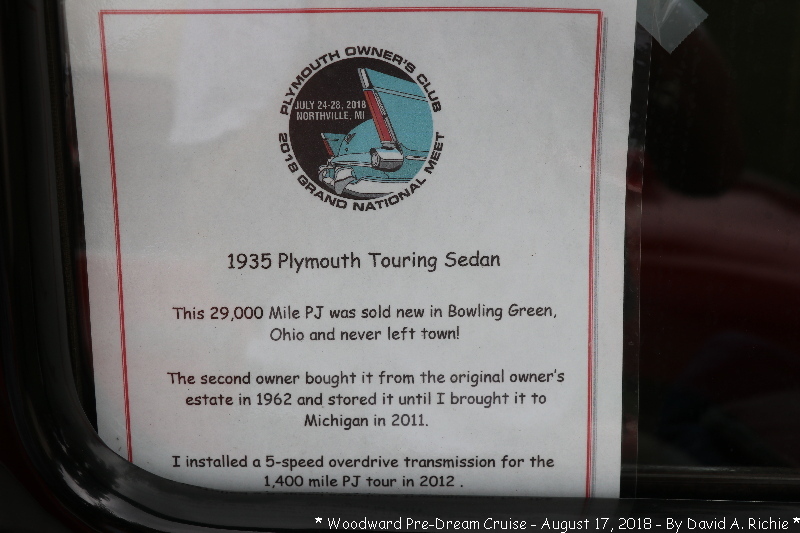 PLYMOUTH OWNER'S CLUB
JULY 24-28, 2018
NORTHVILLE, MI
2018 GRAND NATIONAL MEET
1935 Plymouth Touring Sedan
This 29,000 Mile PJ was sold new in Bowling Green,
Ohio and never left town!
The second owner bought it from the original owner's
estate in 1962 and stored it until I brought it to
Michigan in 2011.
I installed a 5-speed overdrive transmission for the
1,400 mile PJ tour in 2012 .
* Woodward Pre-Dream Cruise - August 17, 2018 - By David A. Richie *